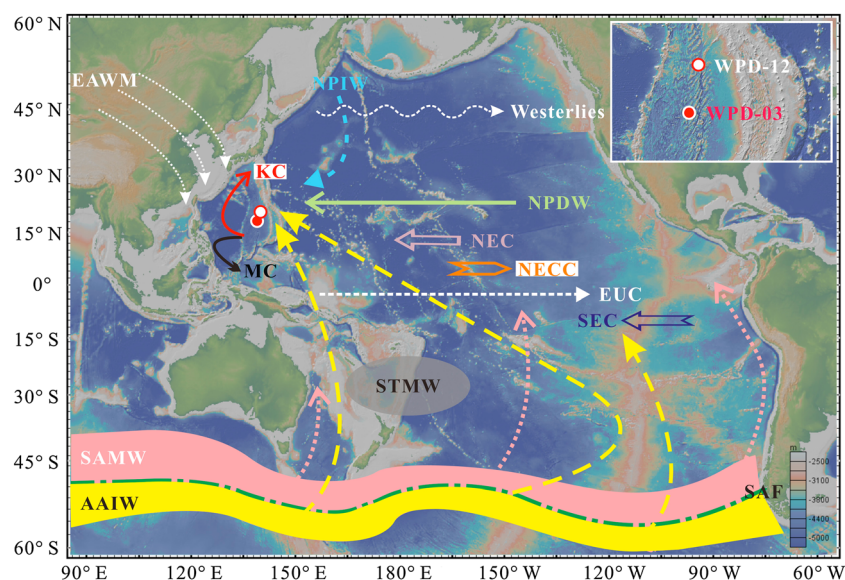 60° N
45° N
30° N
15° N
0°
15° S
30° S
45° S
60° S
EAWM
NPIW
Westerlies
WPD-12
WPD-03
KC
NPDW
NEC
MC
NECC
EUC
SEC
STMW
SAMW
AAIW
SAF
m
-2500
-3100
-3700
-4400
-5000
90° E
120° E
150° E
180° E
150° W
120° W
90° W
60° W